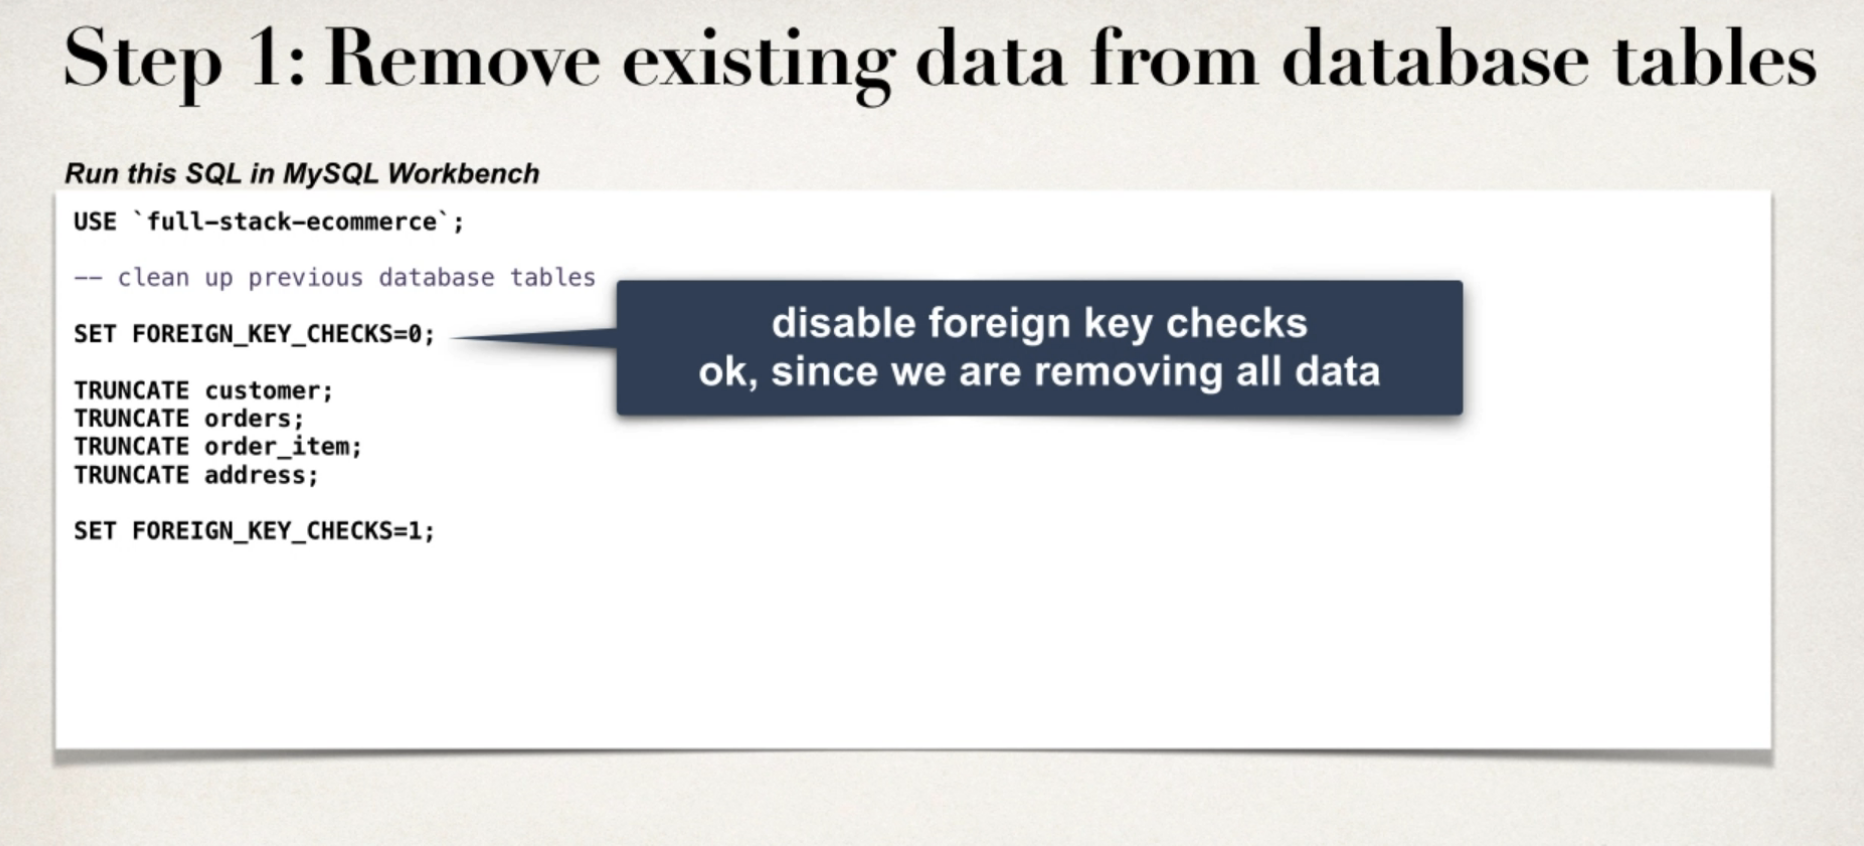 Step 1: Remove existing data from database tables
Run this SQL in MySQL Workbench
USE `full-stack-ecommerce`;
-- clean up previous database tables
SET FOREIGN_KEY_CHECKS=0;
disable foreign key checks
ok, since we are removing all data
TRUNCATE customer;
TRUNCATE orders;
TRUNCATE order_item;
TRUNCATE address;
SET FOREIGN_KEY_CHECKS=1;